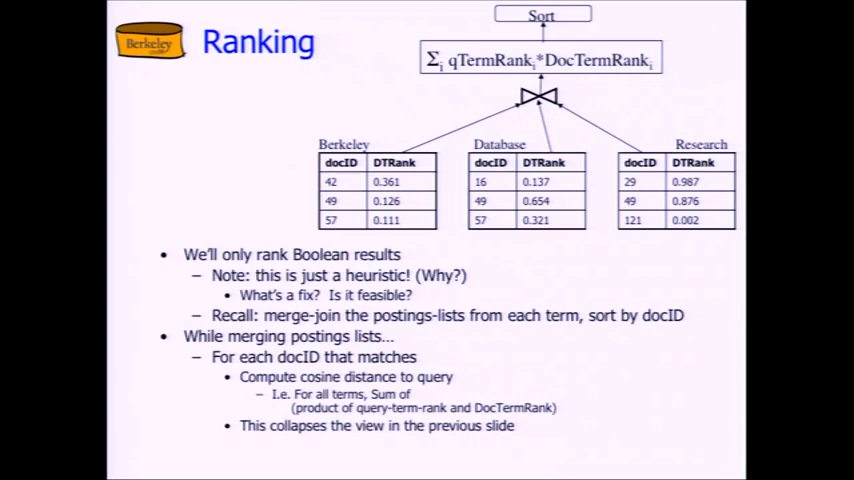 Sort
Berkeley
Ranking
Σi qTermRanki*DocTermRanki
Berkeley Database Research
docID DTRank docID DTRank docID DTRank
42 0.361 16 0.137 29 0.987
49 0.126 49 0.654 49 0.876
57 0.111 57 0.321 121 0.002
• We'll only rank Boolean results
– Note: this is just a heuristic! (Why?)
• What's a fix? Is it feasible?
– Recall: merge-join the postings-lists from each term, sort by docID
• While merging postings lists...
– For each docID that matches
• Compute cosine distance to query
– I.e. For all terms, Sum of
(product of query-term-rank and DocTermRank)
• This collapses the view in the previous slide